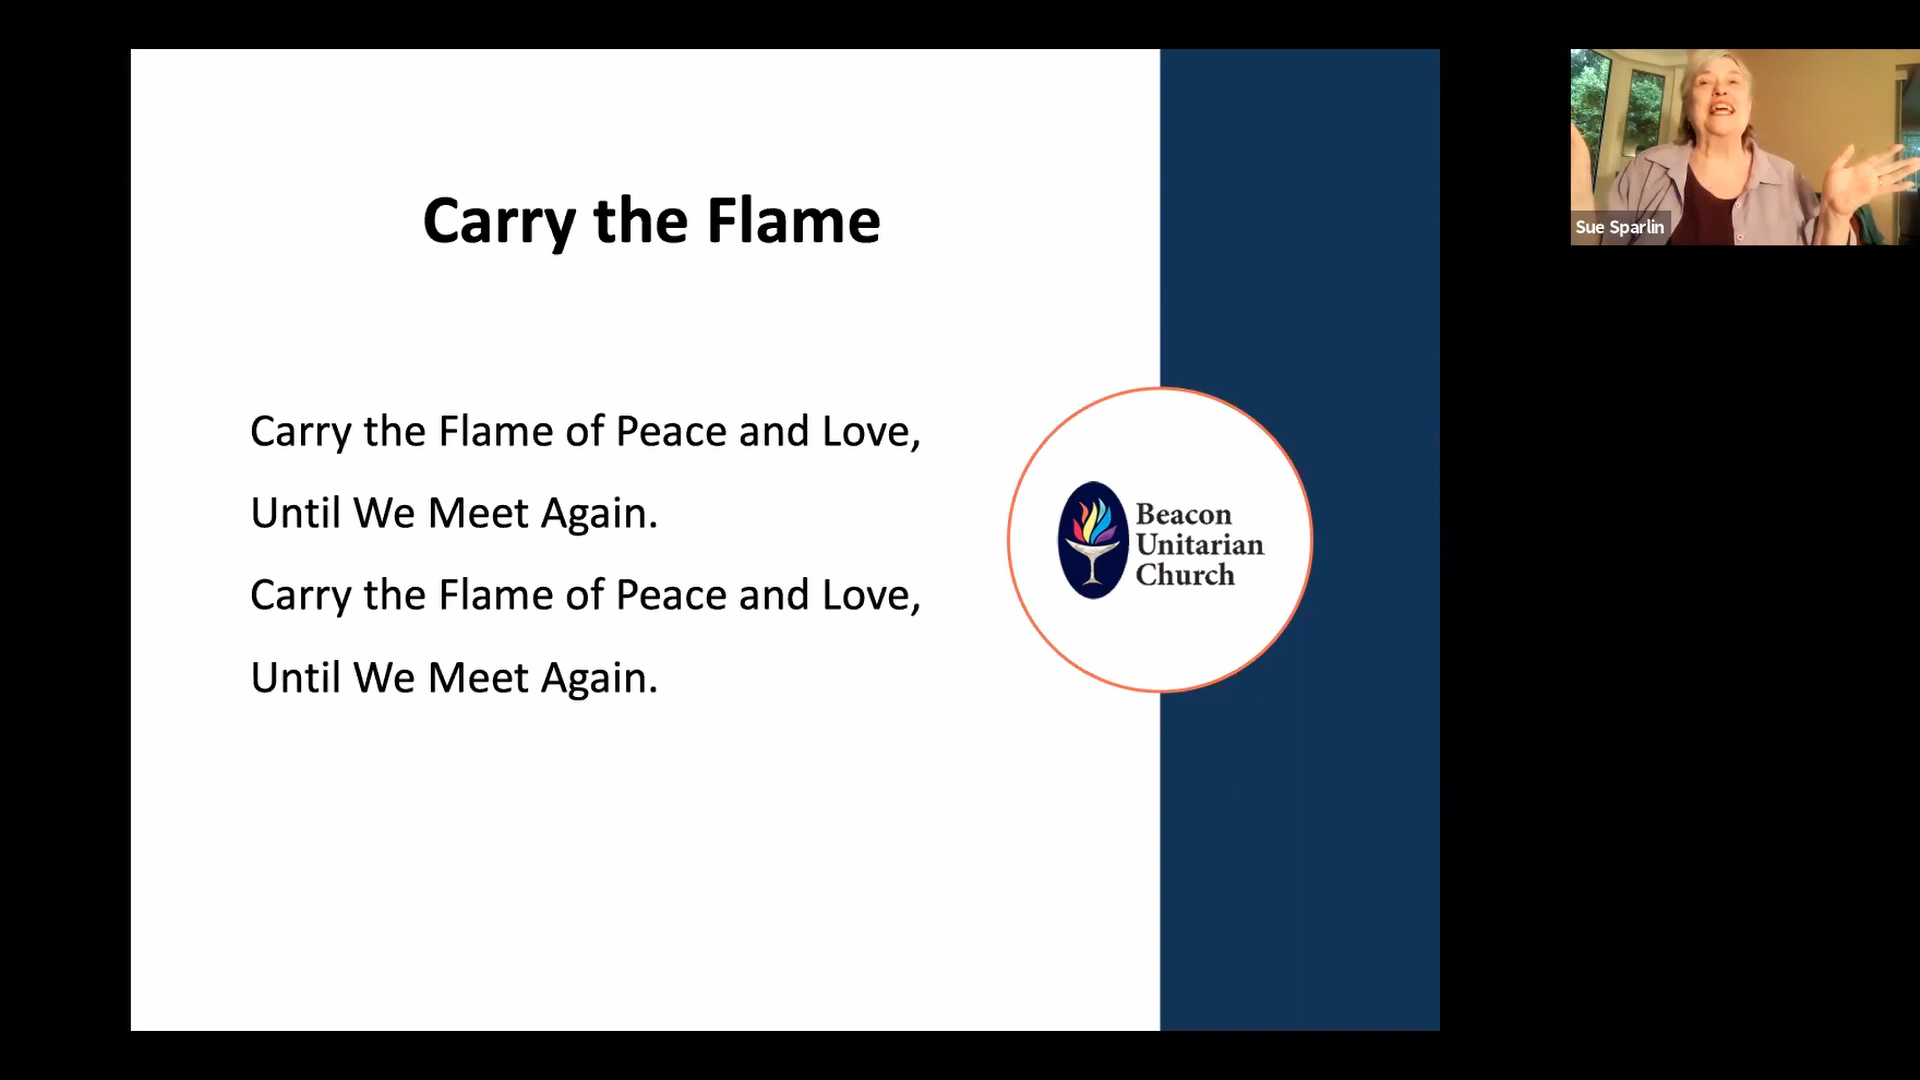 Carry the Flame
Carry the Flame of Peace and Love,
Until We Meet Again.
Carry the Flame of Peace and Love,
Until We Meet Again.
Beacon
Unitarian
Church
Sue Sparlin